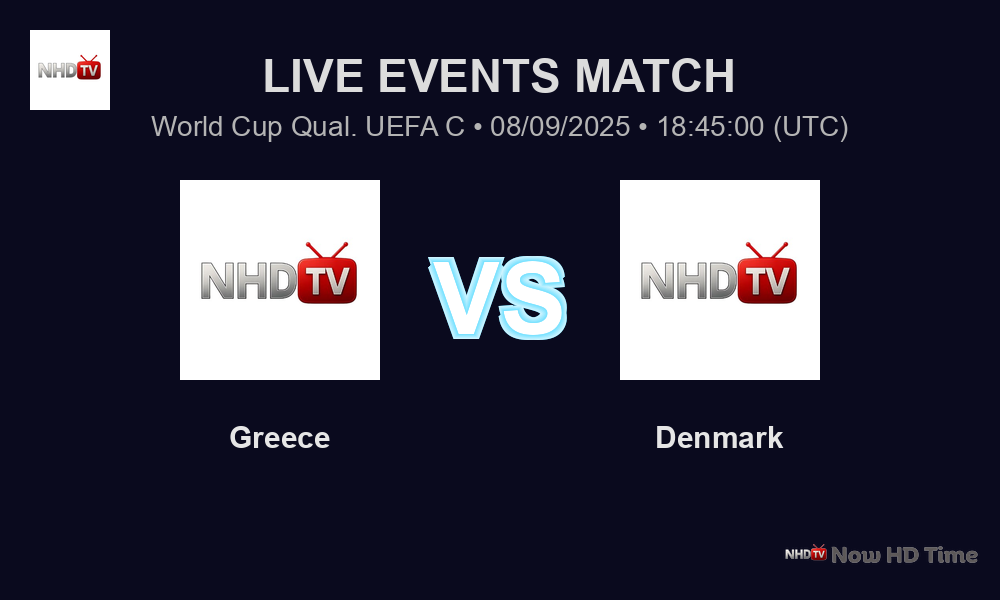 NHDTV
LIVE EVENTS MATCH
World Cup Qual. UEFA C • 08/09/2025 • 18:45:00 (UTC)
NHDTV
VS
NHDTV
Greece
Denmark
NHDTV Now HD Time